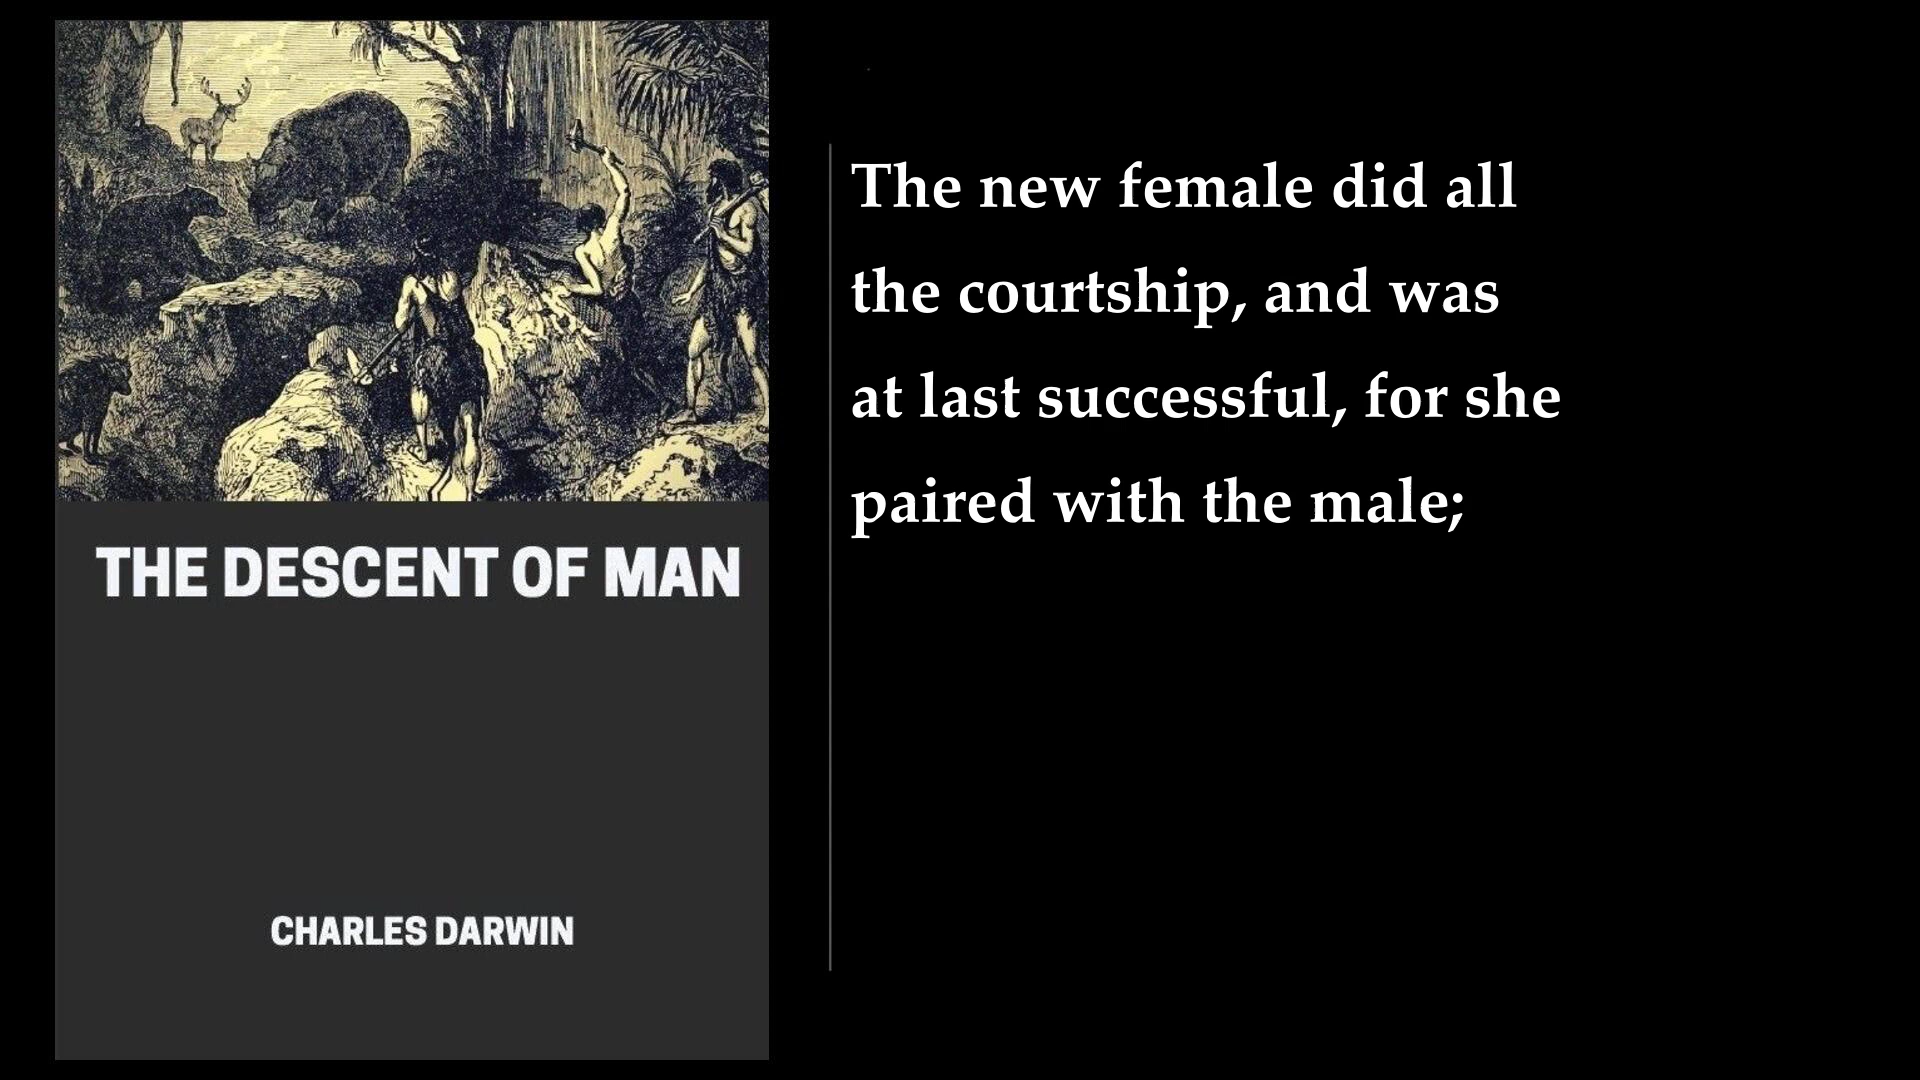 THE DESCENT OF MAN
CHARLES DARWIN
The new female did all
the courtship, and was
at last successful, for she
paired with the male;